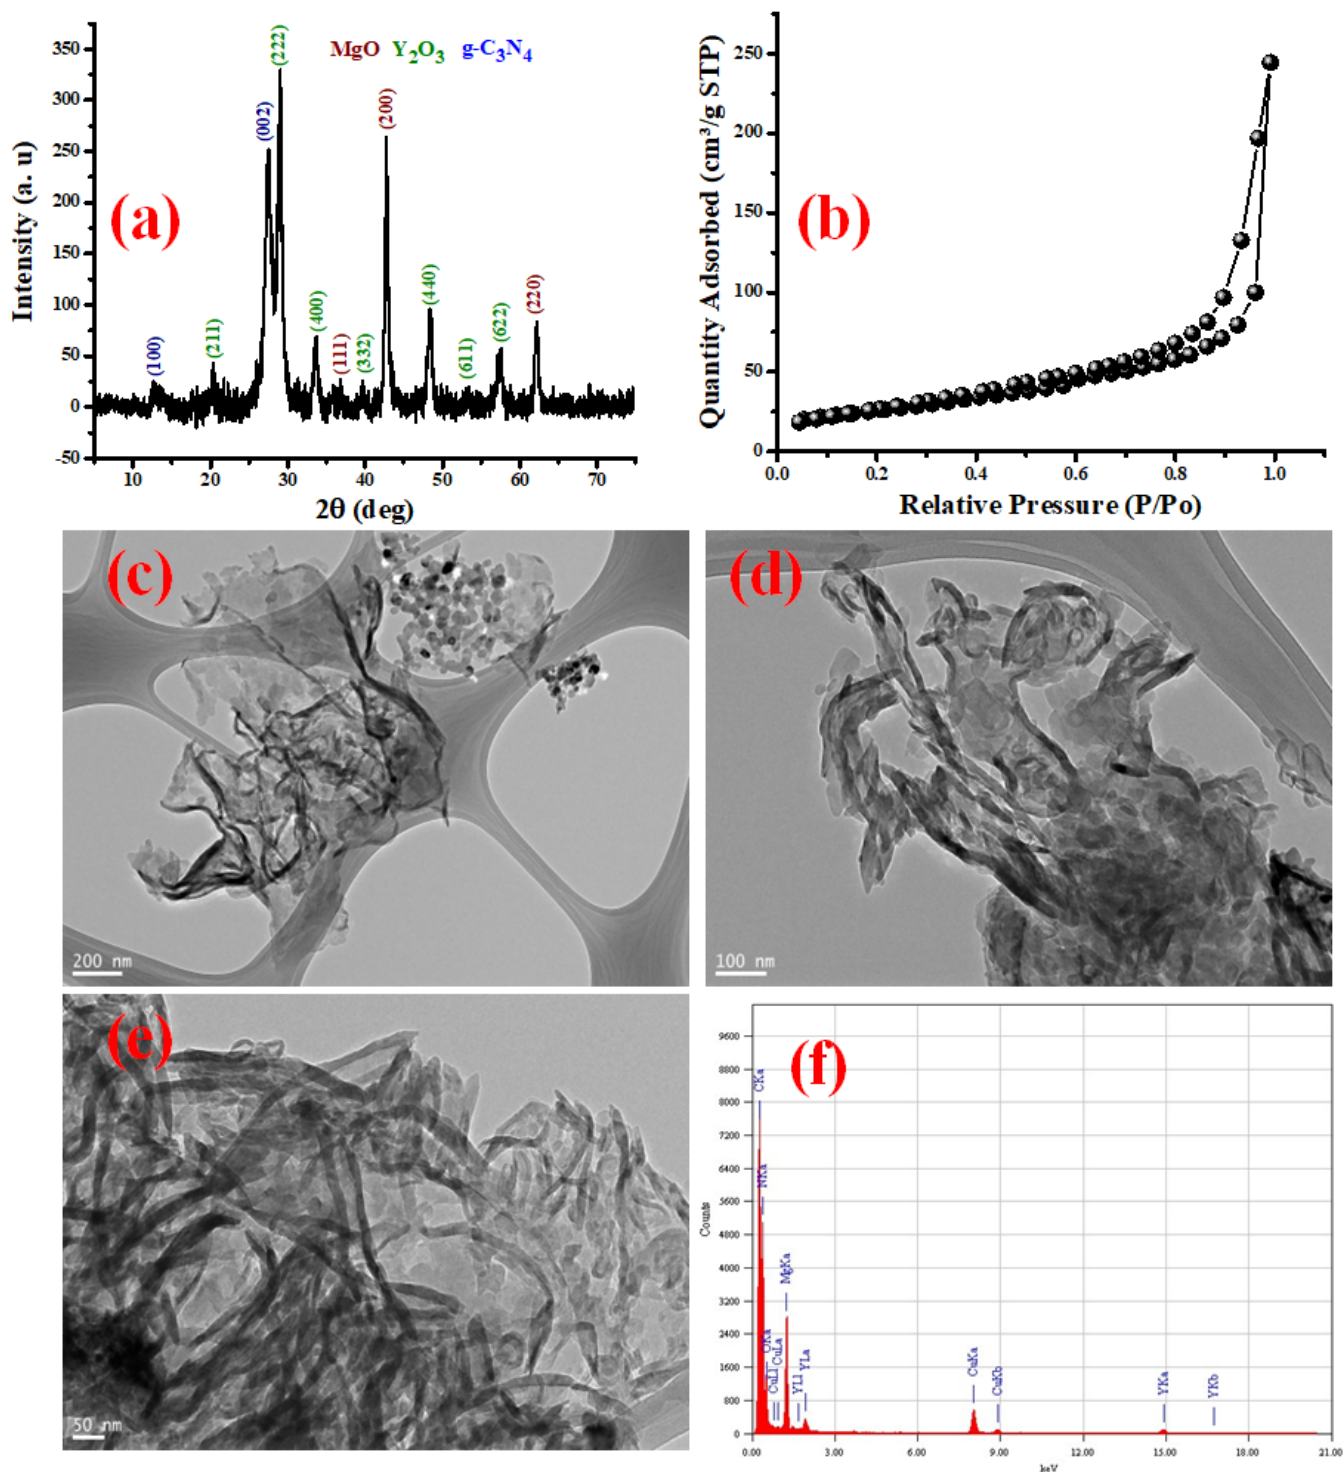 (a)
MgO Y₂O₃ g-C₃N₄
(100)
(211)
(002)
(222)
(400)
(111)
(332)
(200)
(440)
(611)
(622)
(220)
350
300
250
200
150
100
50
0
-50
10 20 30 40 50 60 70
Intensity (a. u)
2θ (deg)
(b)
250
200
150
100
50
0
0.0 0.2 0.4 0.6 0.8 1.0
Quantity Adsorbed (cm³/g STP)
Relative Pressure (P/Po)
(c)
200 nm
(d)
100 nm
(e)
50 nm
(f)
9600
8800
8000
7200
6400
5600
4800
4000
3200
2400
1600
800
0
0.00 3.00 6.00 9.00 12.00 15.00 18.00 21.00
Counts
keV
CKa
NKa
OKa
CuLl
CuLa
MgKa
YLl
YLa
CuKa
CuKb
YKa
YKb